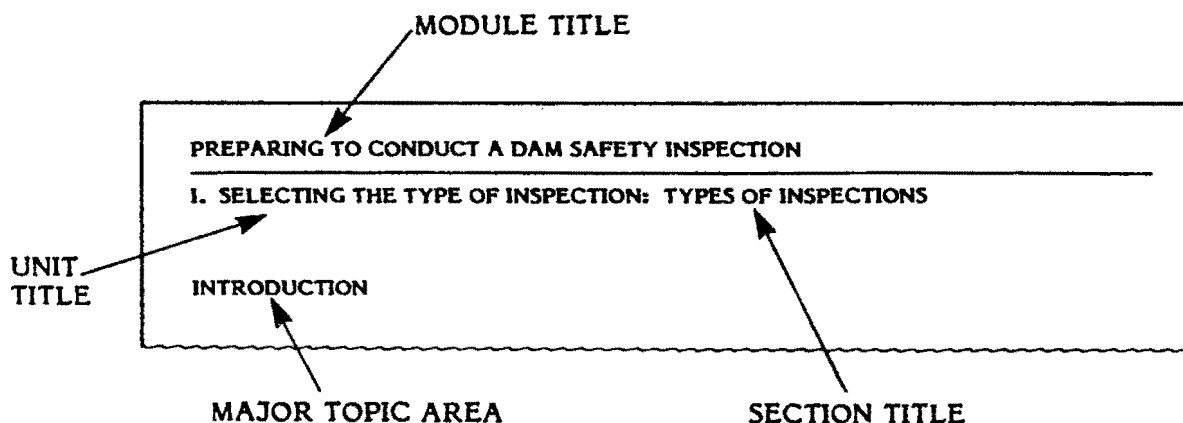 MODULE TITLE
PREPARING TO CONDUCT A DAM SAFETY INSPECTION
I. SELECTING THE TYPE OF INSPECTION: TYPES OF INSPECTIONS
UNIT
TITLE
INTRODUCTION
MAJOR TOPIC AREA
SECTION TITLE